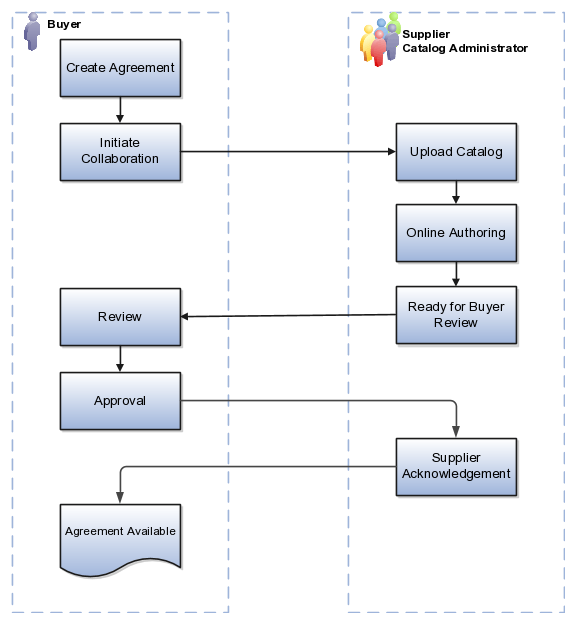 Buyer
Supplier
Catalog Administrator
Create Agreement
Initiate
Collaboration
Upload Catalog
Online Authoring
Ready for Buyer
Review
Review
Approval
Supplier
Acknowledgement
Agreement Available